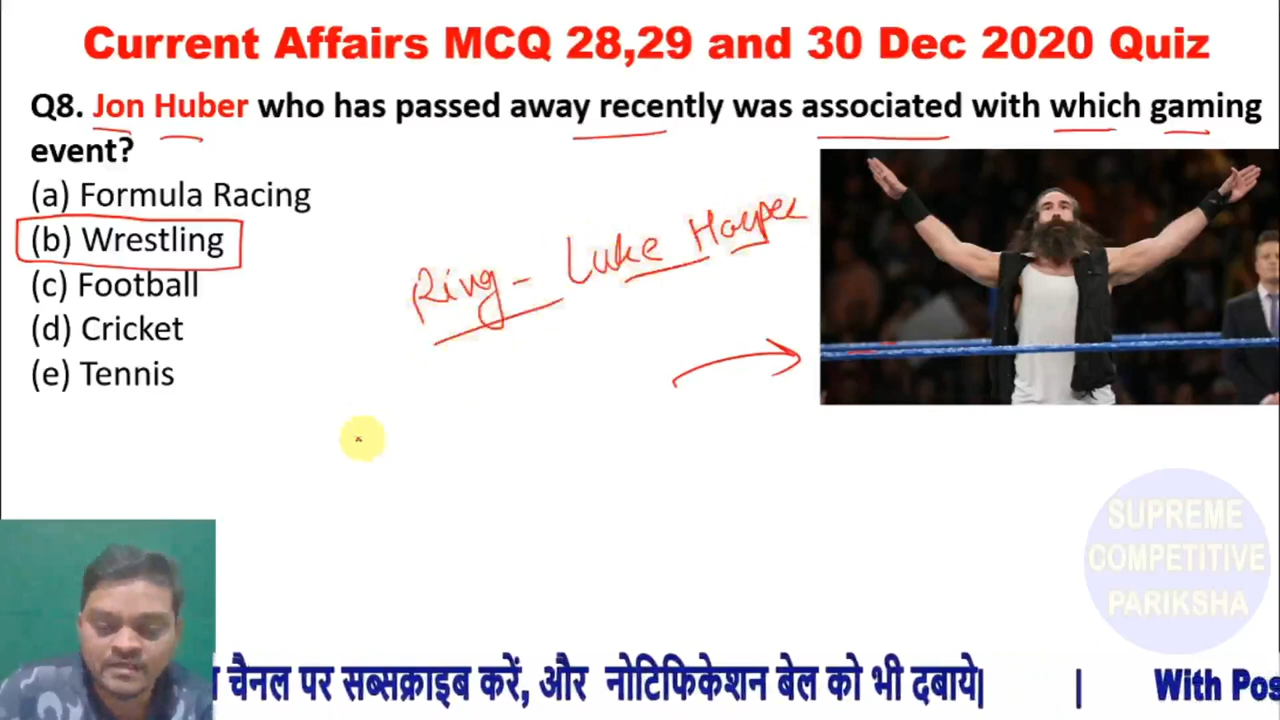 Current Affairs MCQ 28,29 and 30 Dec 2020 Quiz
Q8. Jon Huber who has passed away recently was associated with which gaming
event?
(a) Formula Racing
(b) Wrestling
(c) Football
(d) Cricket
(e) Tennis
Ring - Luke Harper
SUPREME
COMPETITIVE
PARIKSHA
चैनल पर सब्सक्राइब करें, और नोटिफिकेशन बेल को भी दबाये| | With Pos